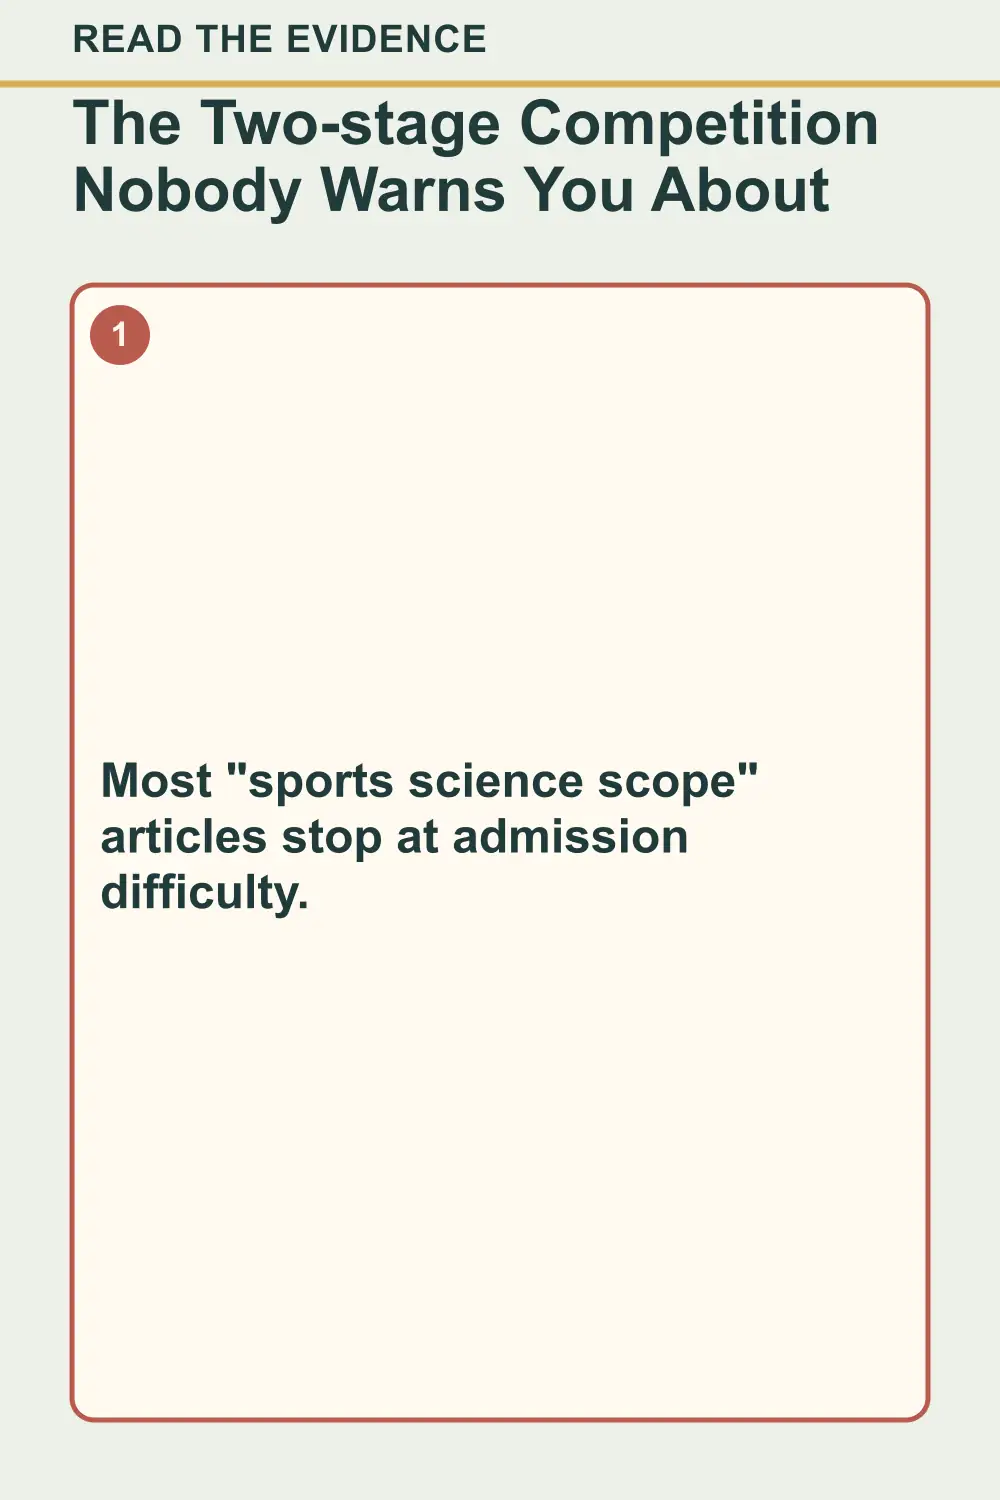 READ THE EVIDENCE
The Two-stage Competition
Nobody Warns You About
1
Most "sports science scope"
articles stop at admission
difficulty.